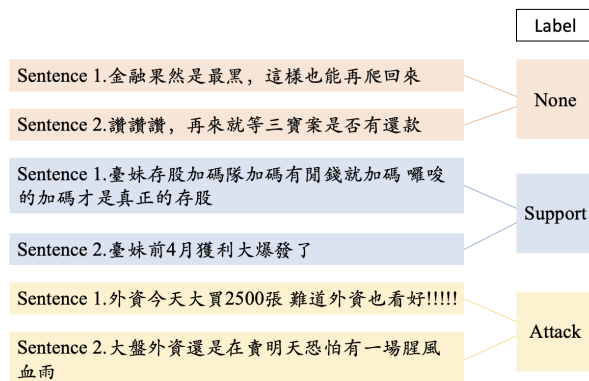 Label
Sentence 1.金融果然是最黑，這樣也能再爬回來
None
Sentence 2.讚讚讚，再來就等三寶案是否有還款
Sentence 1.臺妹存股加碼隊加碼有閒錢就加碼 囉唆
的加碼才是真正的存股
Support
Sentence 2.臺妹前4月獲利大爆發了
Sentence 1.外資今天大買2500張 難道外資也看好!!!!!
Attack
Sentence 2.大盤外資還是在賣明天恐怕有一場腥風
血雨